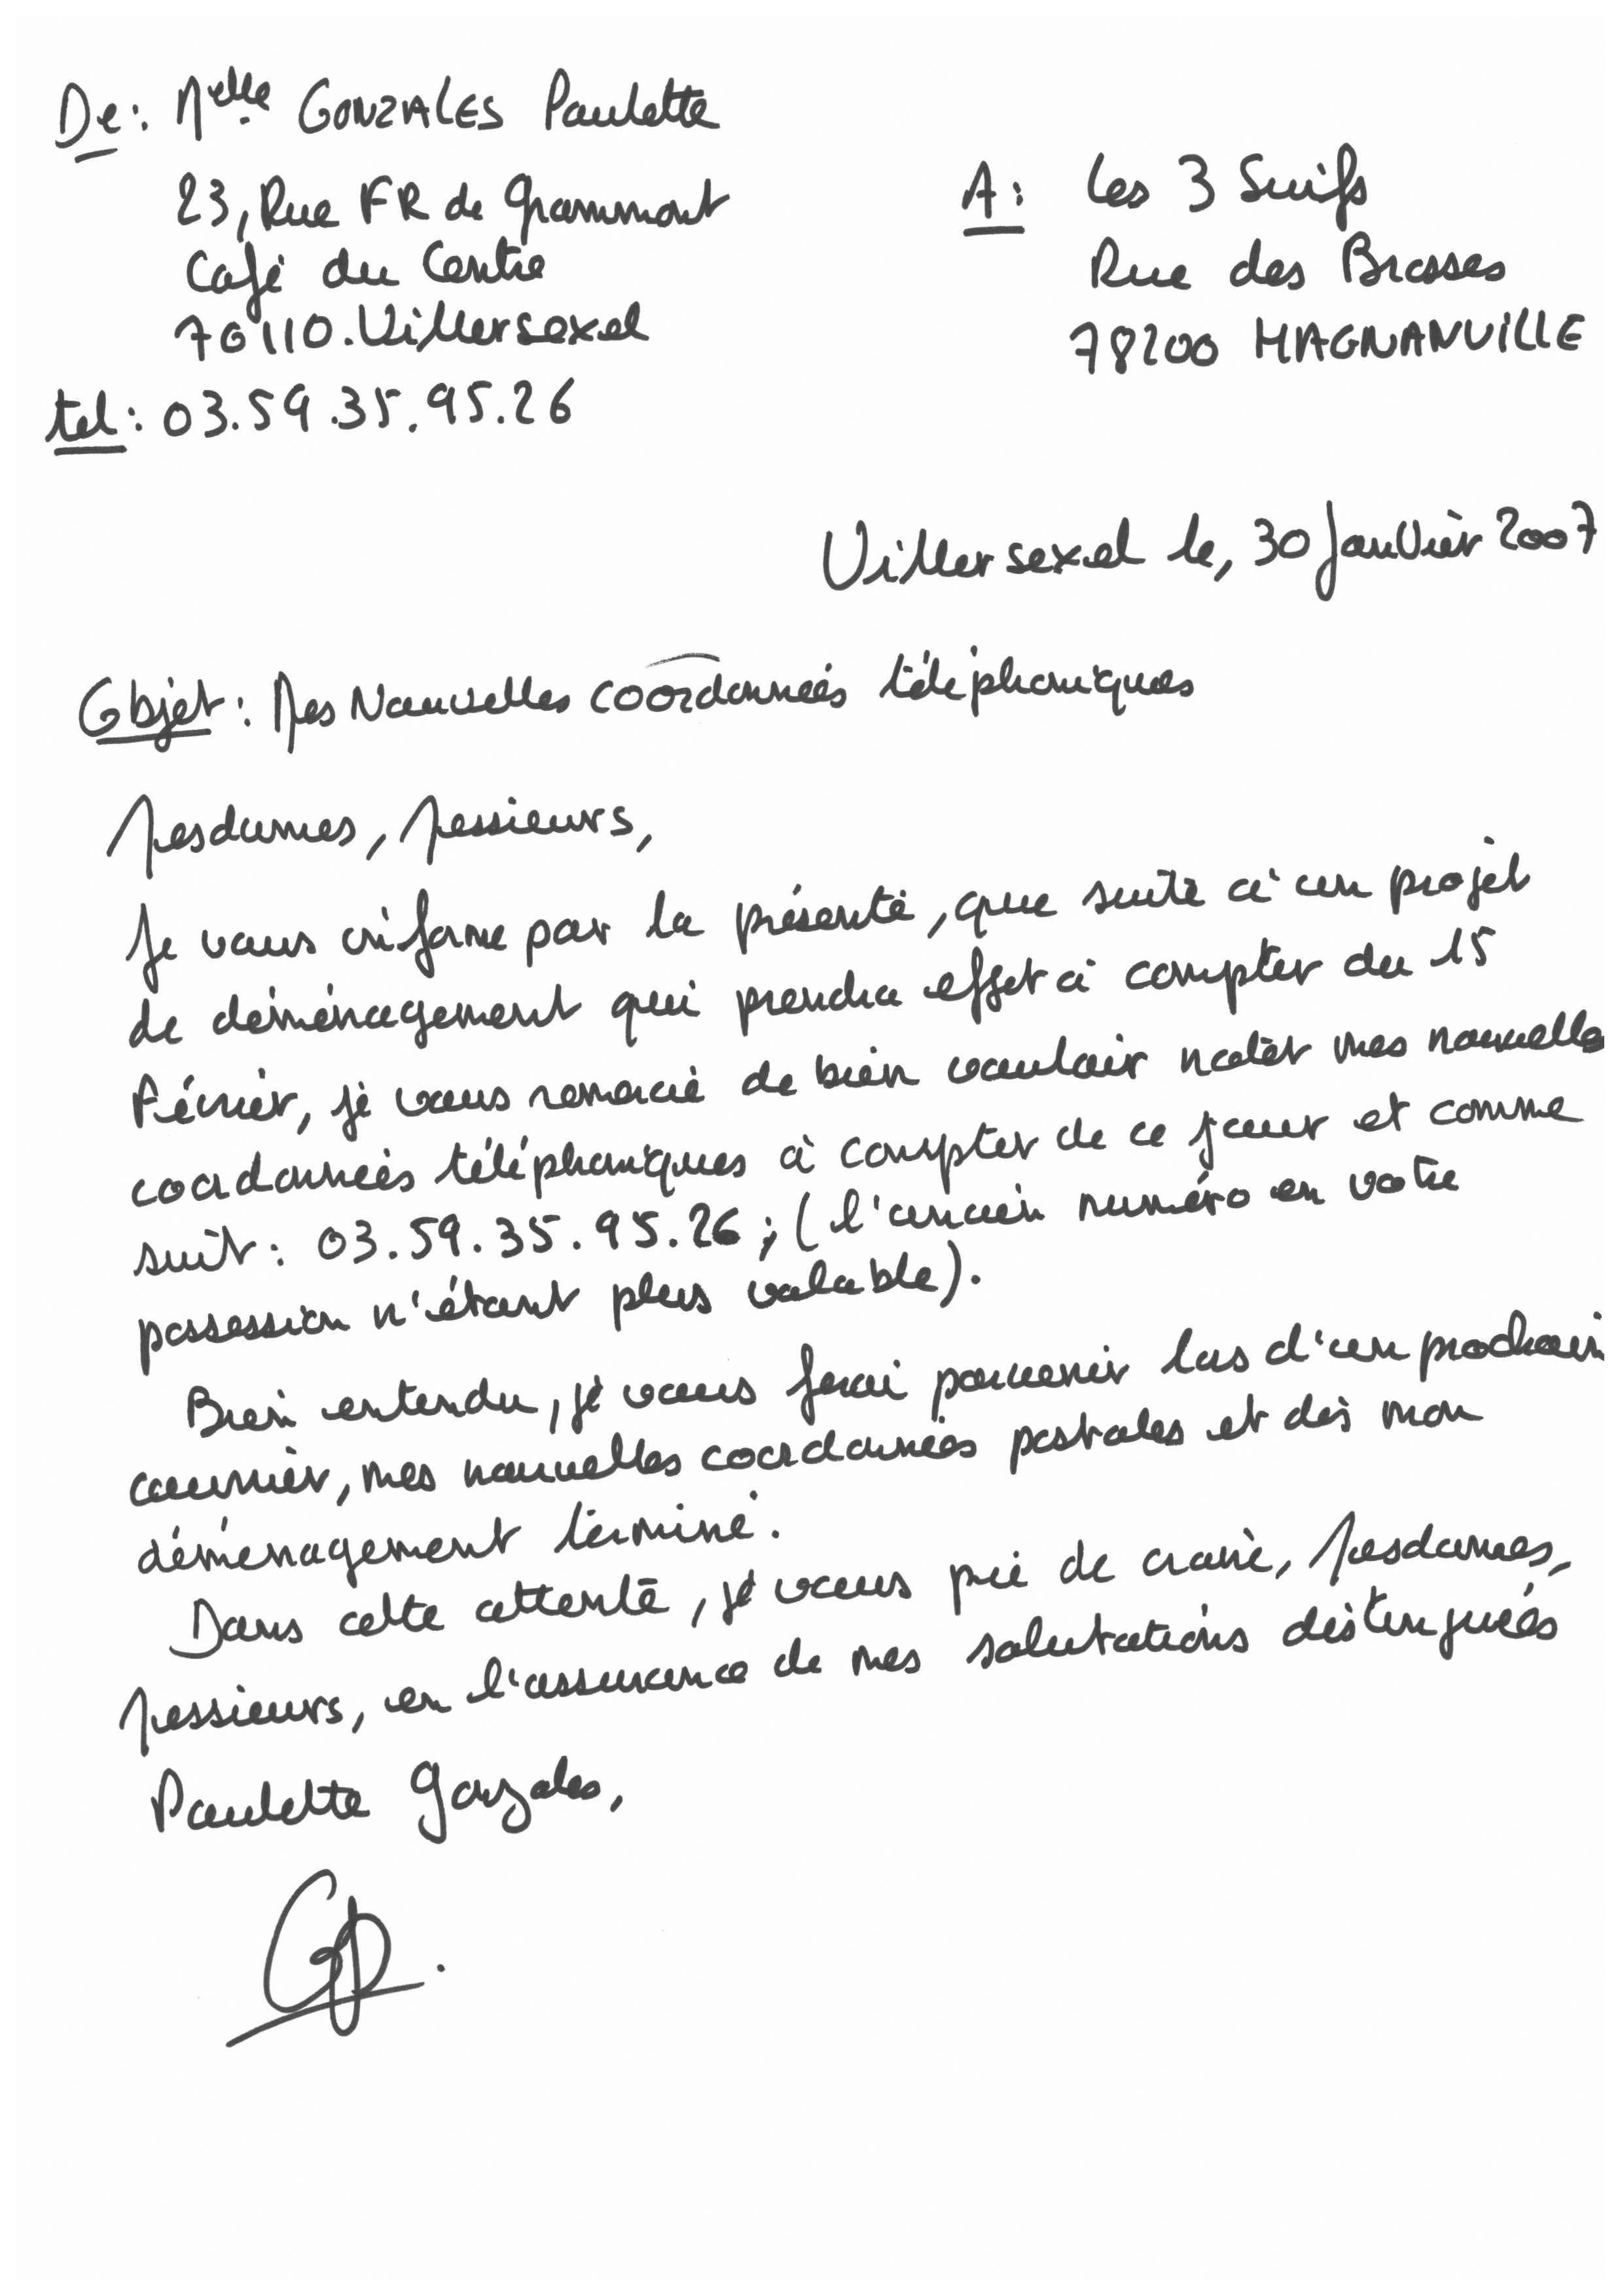 De: Melle GONZALES Paulette
23, Rue FR de Grammont
Café du Centre
70110. Villersexel
tel: 03.59.35.95.26
A: Les 3 Suifs
Rue des Brosses
78200 MAGNANVILLE
Villersexel le, 30 Janvier 2007
Objet: Mes Nouvelles coordonnées téléphoniques
Mesdames, Messieurs,
Je vous informe par la présente, que suite à un projet
de déménagement qui prendra effet à compter du 15
Février, je vous remercie de bien vouloir noter mes nouvelles
coordonnées téléphoniques à compter de ce jour et comme
suit: 03.59.35.95.26; (l'ancien numéro en votre
possession n'étant plus valable).
Bien entendu, je vous ferai parvenir lors d'un prochain
courrier, mes nouvelles coordonnées postales et dès mon
déménagement terminé.
Dans cette attente, je vous prie de croire, Mesdames,
Messieurs, en l'assurance de mes salutations distinguées
Paulette Gonzales,
GP.